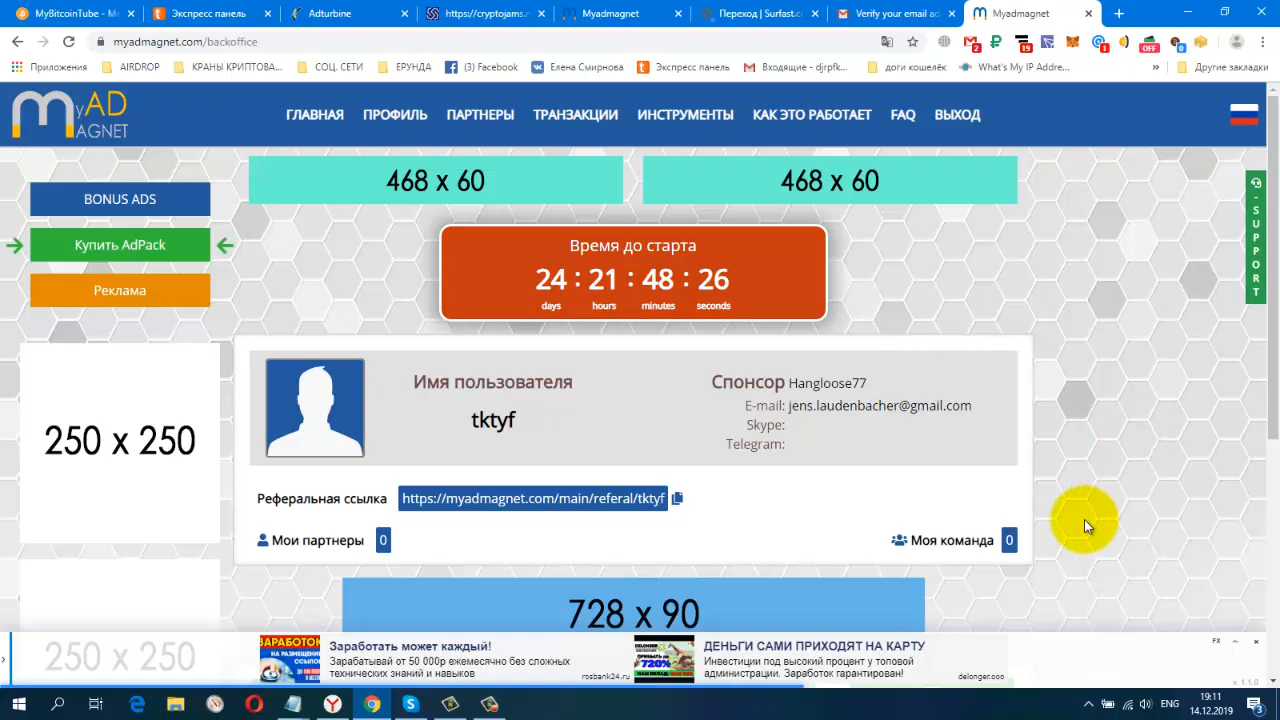 MyBitcoinTube - М
Экспресс панель
Adturbine
https://cryptojams.
Myadmagnet
Переход | Surfast.c
Verify your email ad
Myadmagnet
myadmagnet.com/backoffice
Приложения
AIRDROP
КРАНЫ КРИПТОВА...
СОЦ. СЕТИ
ЕРУНДА
(3) Facebook
Елена Смирнова
Экспресс панель
Входящие - djrpfk...
доги кошелёк
What's My IP Addre...
»
Другие закладки
MyAD MAGNET
ГЛАВНАЯ
ПРОФИЛЬ
ПАРТНЕРЫ
ТРАНЗАКЦИИ
ИНСТРУМЕНТЫ
КАК ЭТО РАБОТАЕТ
FAQ
ВЫХОД
468 x 60
468 x 60
BONUS ADS
Купить AdPack
Реклама
- SUPPORT
Время до старта
24 : 21 : 48 : 26
days hours minutes seconds
Имя пользователя
tktyf
Спонсор Hangloose77
E-mail: jens.laudenbacher@gmail.com
Skype:
Telegram:
250 x 250
Реферальная ссылка https://myadmagnet.com/main/referal/tktyf
Мои партнеры 0
Моя команда 0
728 x 90
250 x 250
Заработать может каждый!
Зарабатывай от 50 000р ежемесячно без сложных
технических знаний и навыков
rosbank24.ru
ДЕНЬГИ САМИ ПРИХОДЯТ НА КАРТУ
Инвестиции под высокий процент у топовой
администрации. Заработок гарантирован!
delonger.ooo
FX
v. 1.1.0
ENG
19:11
14.12.2019